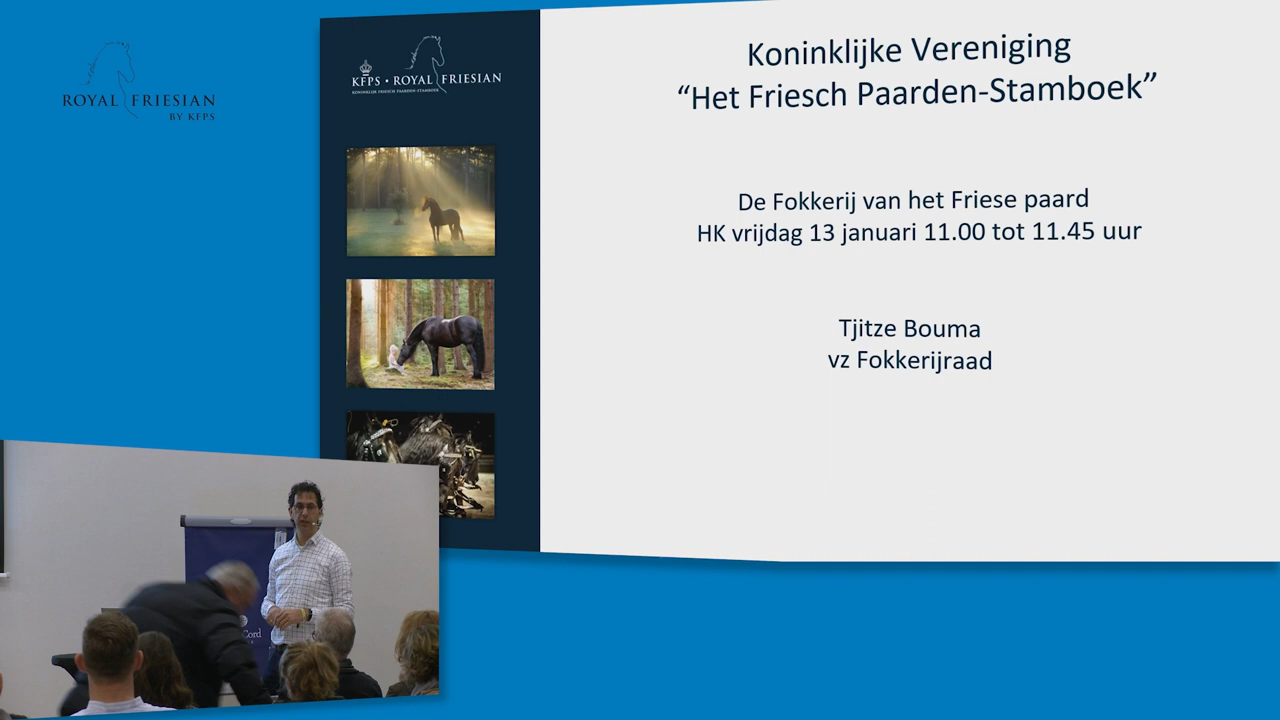 ROYAL FRIESIAN
BY KFPS
KFPS • ROYAL FRIESIAN
KONINKLIJK FRIESCH PAARDEN-STAMBOEK
Koninklijke Vereniging
“Het Friesch Paarden-Stamboek”
De Fokkerij van het Friese paard
HK vrijdag 13 januari 11.00 tot 11.45 uur
Tjitze Bouma
vz Fokkerijraad
Cord